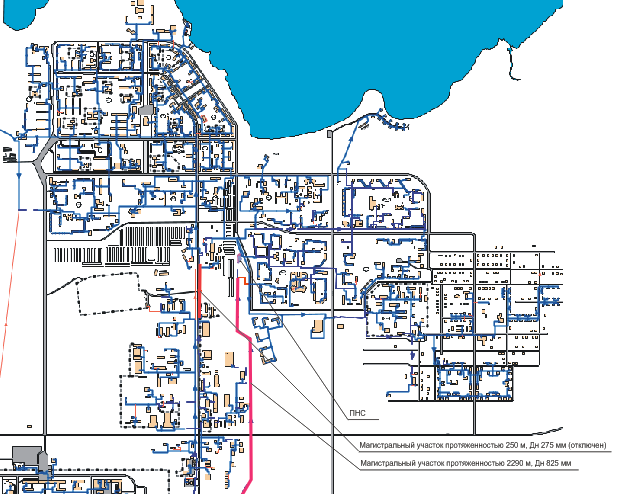 ПНС
Магистральный участок протяженностью 250 м, Дн 275 мм (отключен)
Магистральный участок протяженностью 2290 м, Дн 825 мм